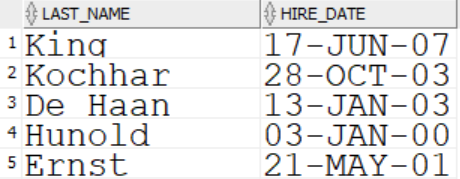 LAST_NAME HIRE_DATE
1 King 17-JUN-07
2 Kochhar 28-OCT-03
3 De Haan 13-JAN-03
4 Hunold 03-JAN-00
5 Ernst 21-MAY-01